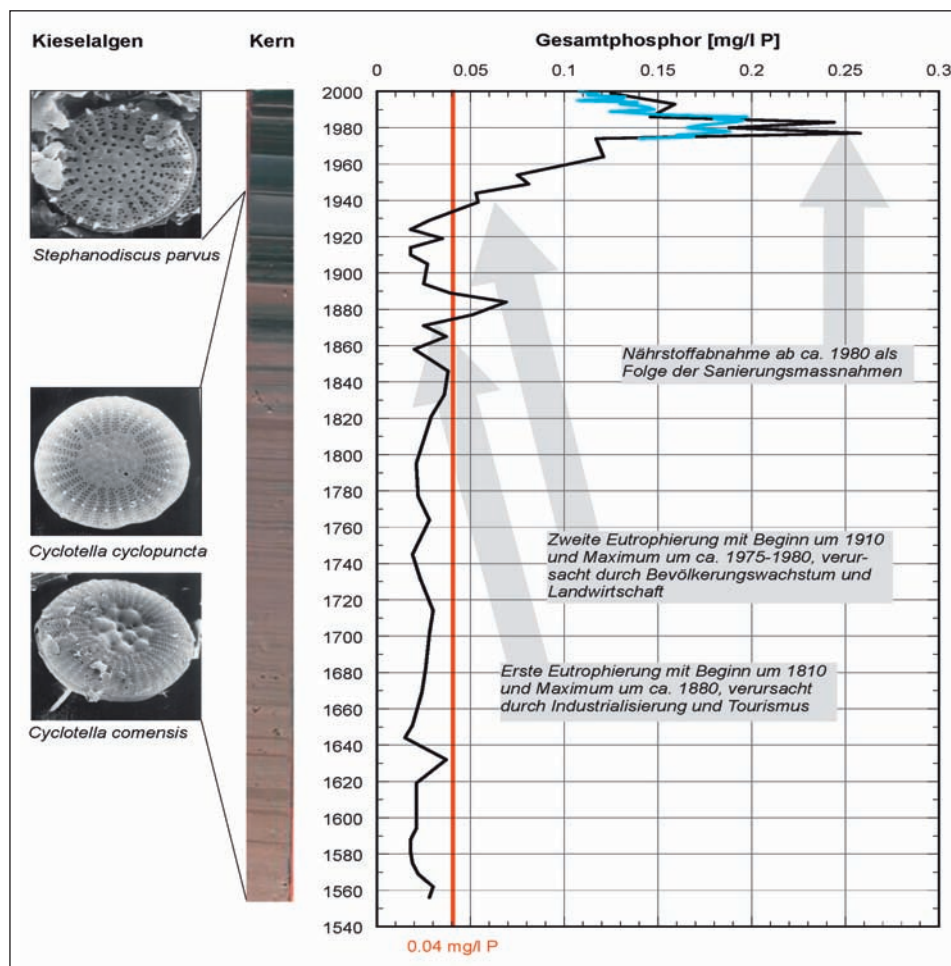 Kieselalgen
Kern
Gesamtphosphor [mg/l P]
0 0.05 0.1 0.15 0.2 0.25 0.3
2000
1980
1960
1940
1920
1900
1880
1860
1840
1820
1800
1780
1760
1740
1720
1700
1680
1660
1640
1620
1600
1580
1560
1540
Stephanodiscus parvus
Cyclotella cyclopuncta
Cyclotella comensis
Nährstoffabnahme ab ca. 1980 als
Folge der Sanierungsmassnahmen
Zweite Eutrophierung mit Beginn um 1910
und Maximum um ca. 1975-1980, verur-
sacht durch Bevölkerungswachstum und
Landwirtschaft
Erste Eutrophierung mit Beginn um 1810
und Maximum um ca. 1880, verursacht
durch Industrialisierung und Tourismus
0.04 mg/l P